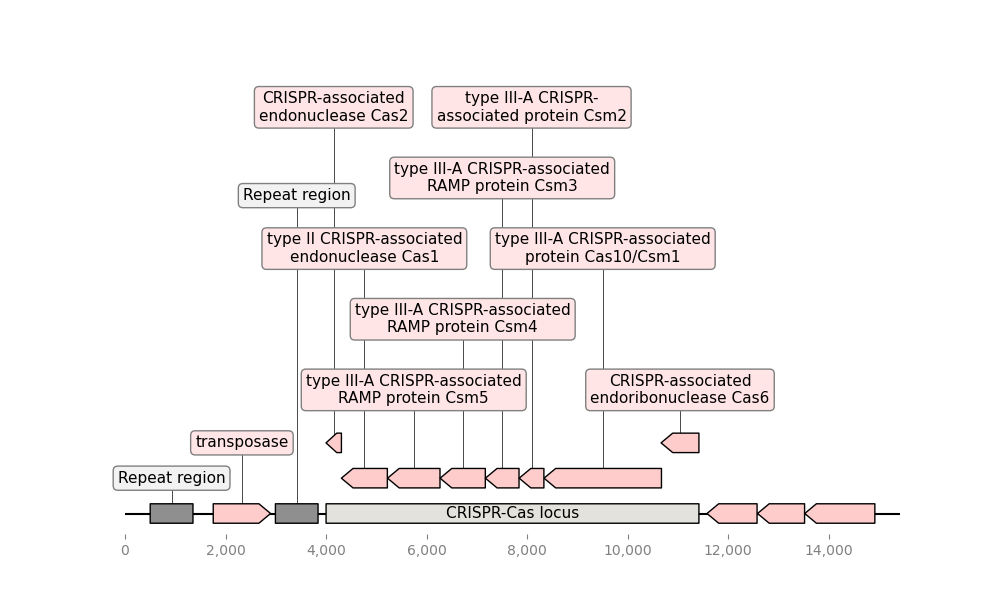 CRISPR-associated
endonuclease Cas2
type III-A CRISPR-
associated protein Csm2
type III-A CRISPR-associated
RAMP protein Csm3
Repeat region
type II CRISPR-associated
endonuclease Cas1
type III-A CRISPR-associated
protein Cas10/Csm1
type III-A CRISPR-associated
RAMP protein Csm4
type III-A CRISPR-associated
RAMP protein Csm5
CRISPR-associated
endoribonuclease Cas6
transposase
Repeat region
CRISPR-Cas locus
0 2,000 4,000 6,000 8,000 10,000 12,000 14,000